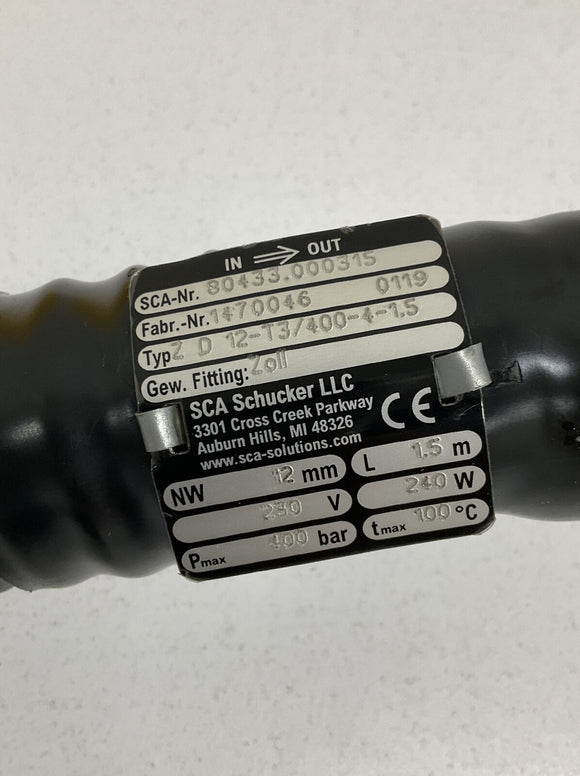 IN OUT
SCA-Nr. 80433.000315
Fabr.-Nr. 1470046 0119
Typ Z D 12-T3/400-4-1.5
Gew. Fitting: Zoll
SCA Schucker LLC
3301 Cross Creek Parkway
Auburn Hills, MI 48326
www.sca-solutions.com
CE
NW 12 mm L 1.5 m
230 V 240 W
Pmax 400 bar tmax 100 °C